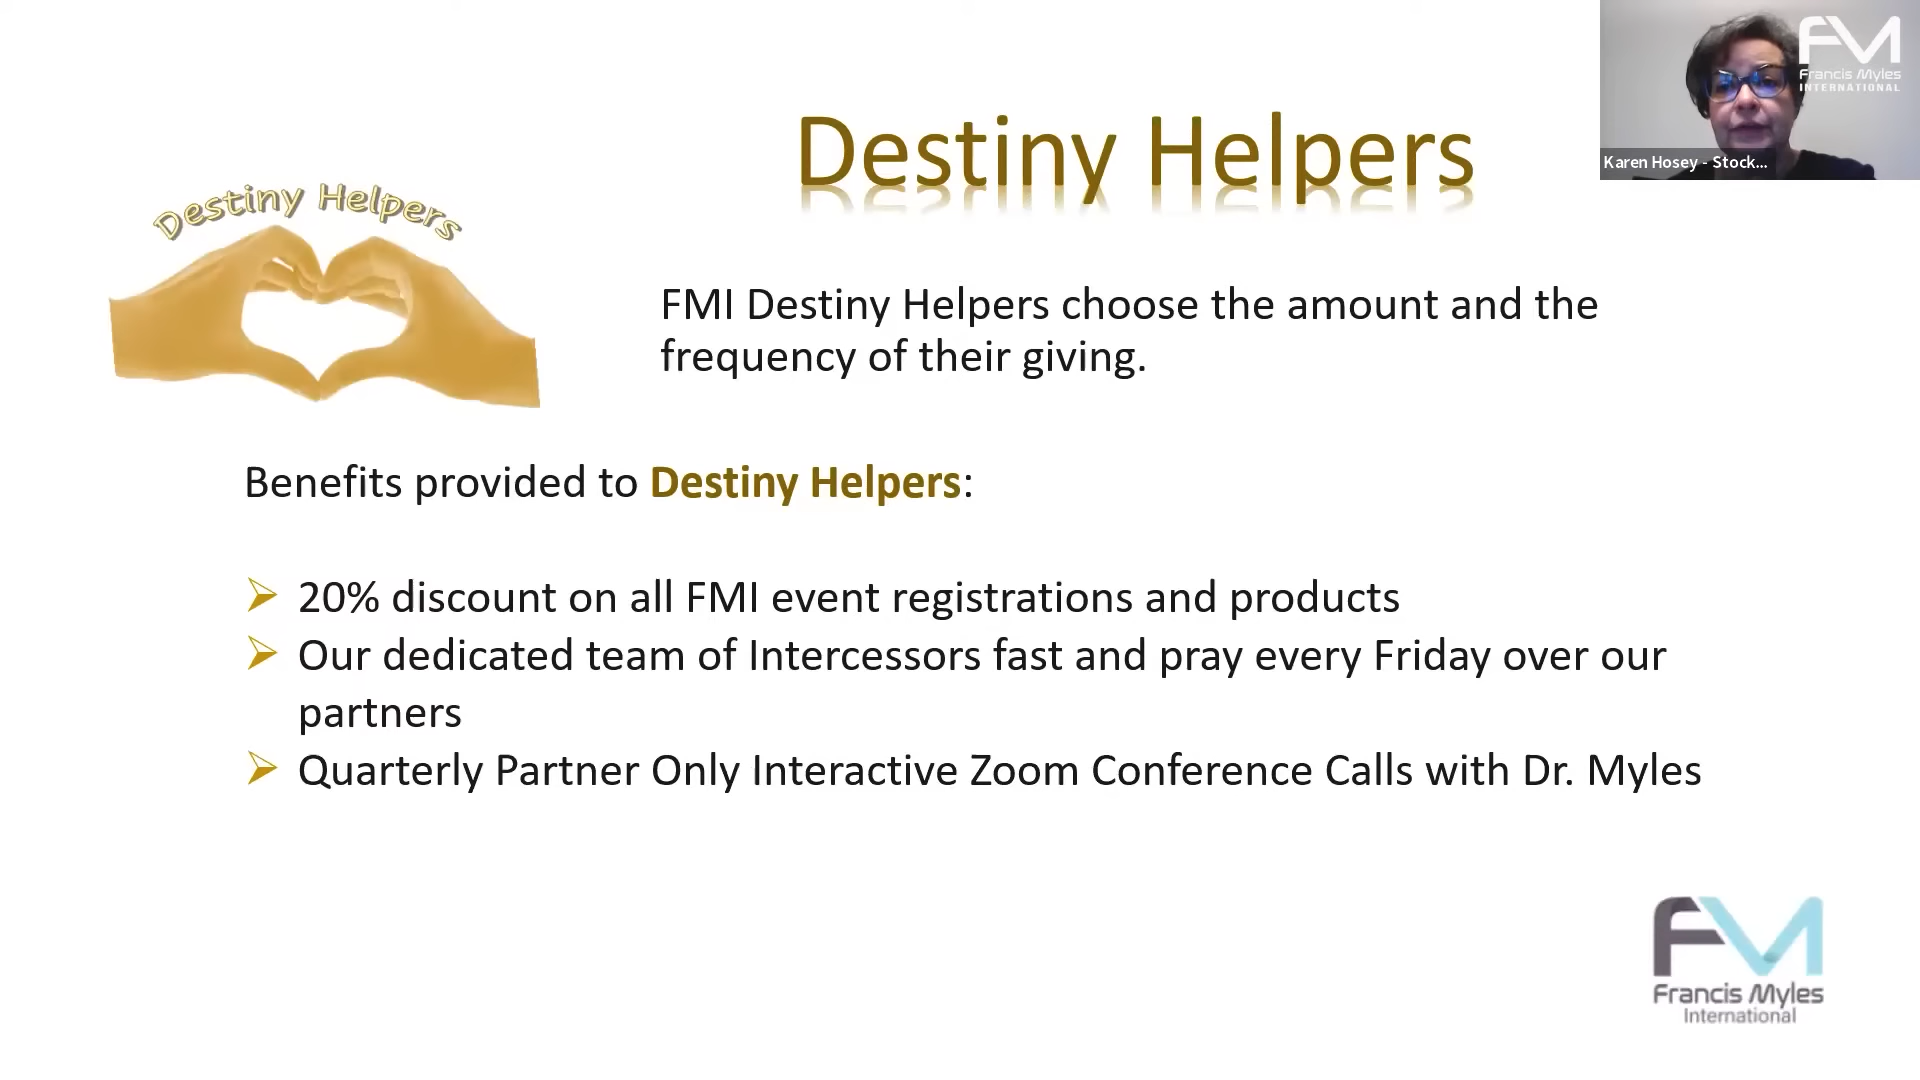 FM
Francis Myles
INTERNATIONAL
Karen Hosey - Stock...
Destiny Helpers
Destiny Helpers
FMI Destiny Helpers choose the amount and the
frequency of their giving.
Benefits provided to Destiny Helpers:
20% discount on all FMI event registrations and products
Our dedicated team of Intercessors fast and pray every Friday over our
partners
Quarterly Partner Only Interactive Zoom Conference Calls with Dr. Myles
FM
Francis Myles
International